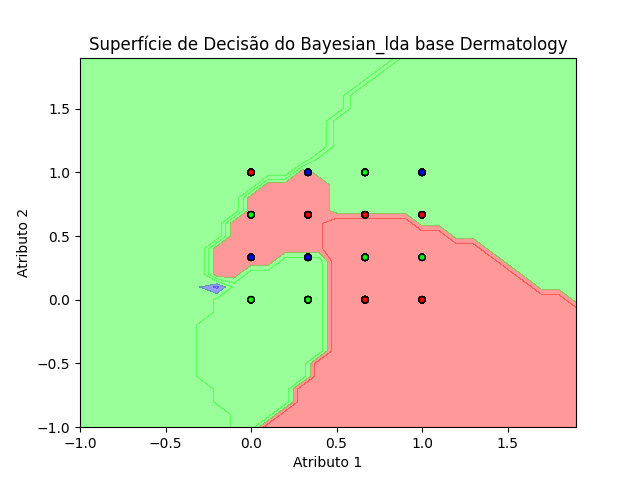 Superfície de Decisão do Bayesian_lda base Dermatology
1.5
1.0
0.5
0.0
−0.5
−1.0
Atributo 2
−1.0 −0.5 0.0 0.5 1.0 1.5
Atributo 1